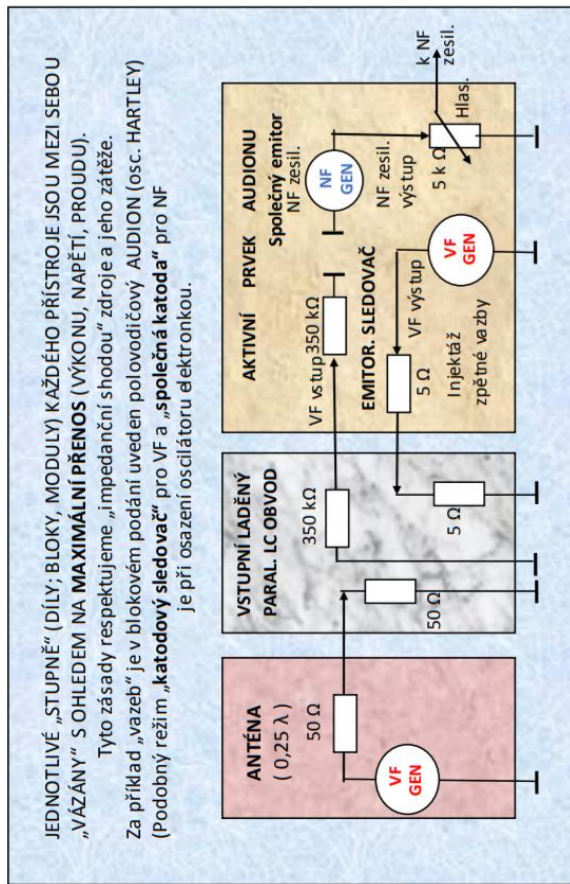 JEDNOTLIVÉ „STUPNĚ“ (DÍLY; BLOKY, MODULY) KAŽDÉHO PŘÍSTROJE JSOU MEZI SEBOU
„VÁZÁNY“ S OHLEDEM NA MAXIMÁLNÍ PŘENOS (VÝKONU, NAPĚTÍ, PROUDU).
Tyto zásady respektujeme „impedanční shodou“ zdroje a jeho zátěže.
Za příklad „vazeb“ je v blokovém podání uveden polovodičový AUDION (osc. HARTLEY)
(Podobný režim „katodový sledovač“ pro VF a „společná katoda“ pro NF
je při osazení oscilátoru elektronkou.
ANTÉNA
( 0,25 λ )
50 Ω
VF
GEN
VSTUPNÍ LADĚNÝ
PARAL. LC OBVOD
350 kΩ
50 Ω
5 Ω
AKTIVNÍ PRVEK AUDIONU
Společný emitor
NF zesil.
VF vstup
350 kΩ
NF
GEN
EMITOR. SLEDOVAČ
5 Ω
VF výstup
NF zesil.
výstup
Injektáž
zpětné vazby
VF
GEN
5 k Ω
Hlas.
k NF
zesil.